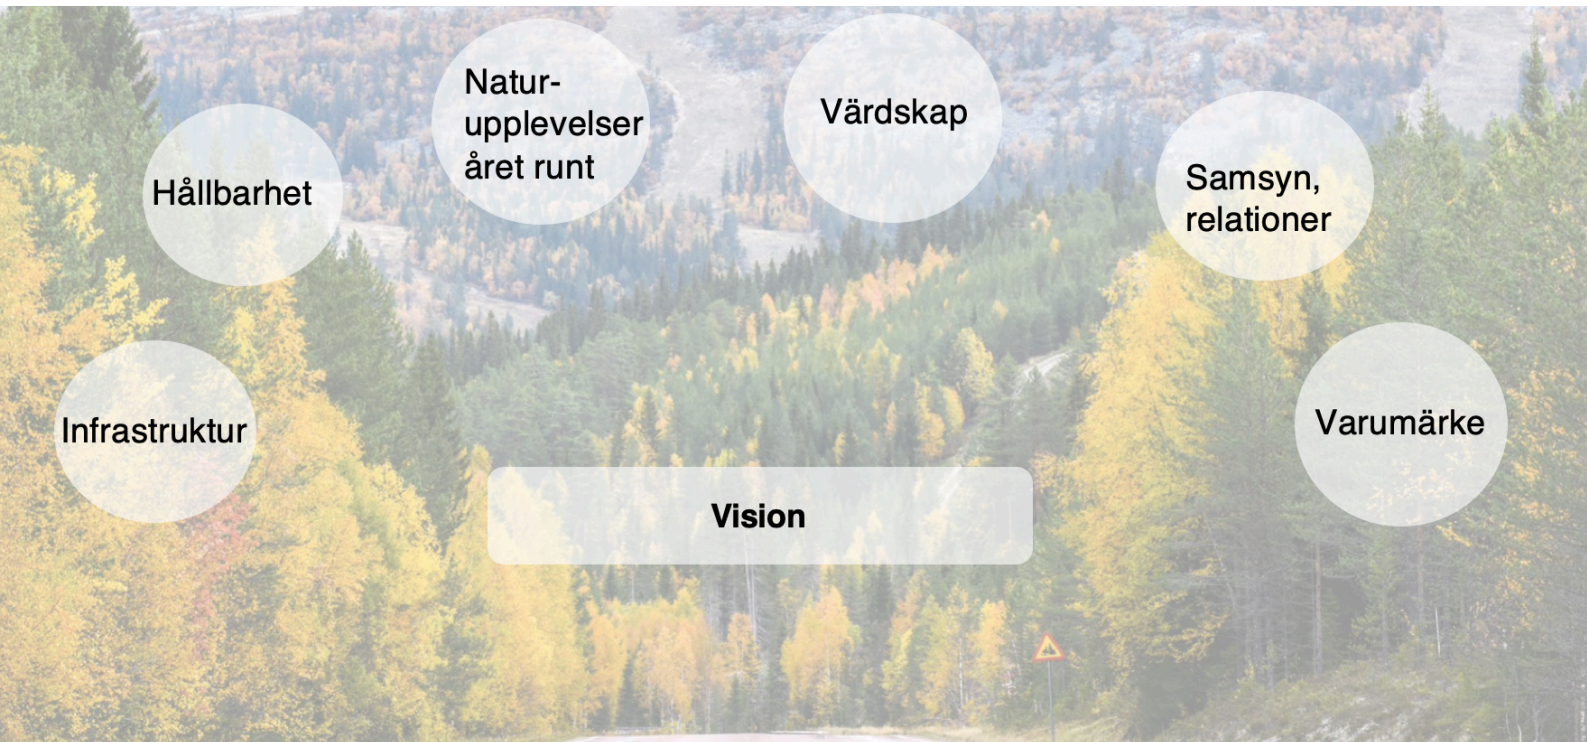 Natur-
upplevelser
året runt
Värdskap
Hållbarhet
Samsyn,
relationer
Infrastruktur
Varumärke
Vision